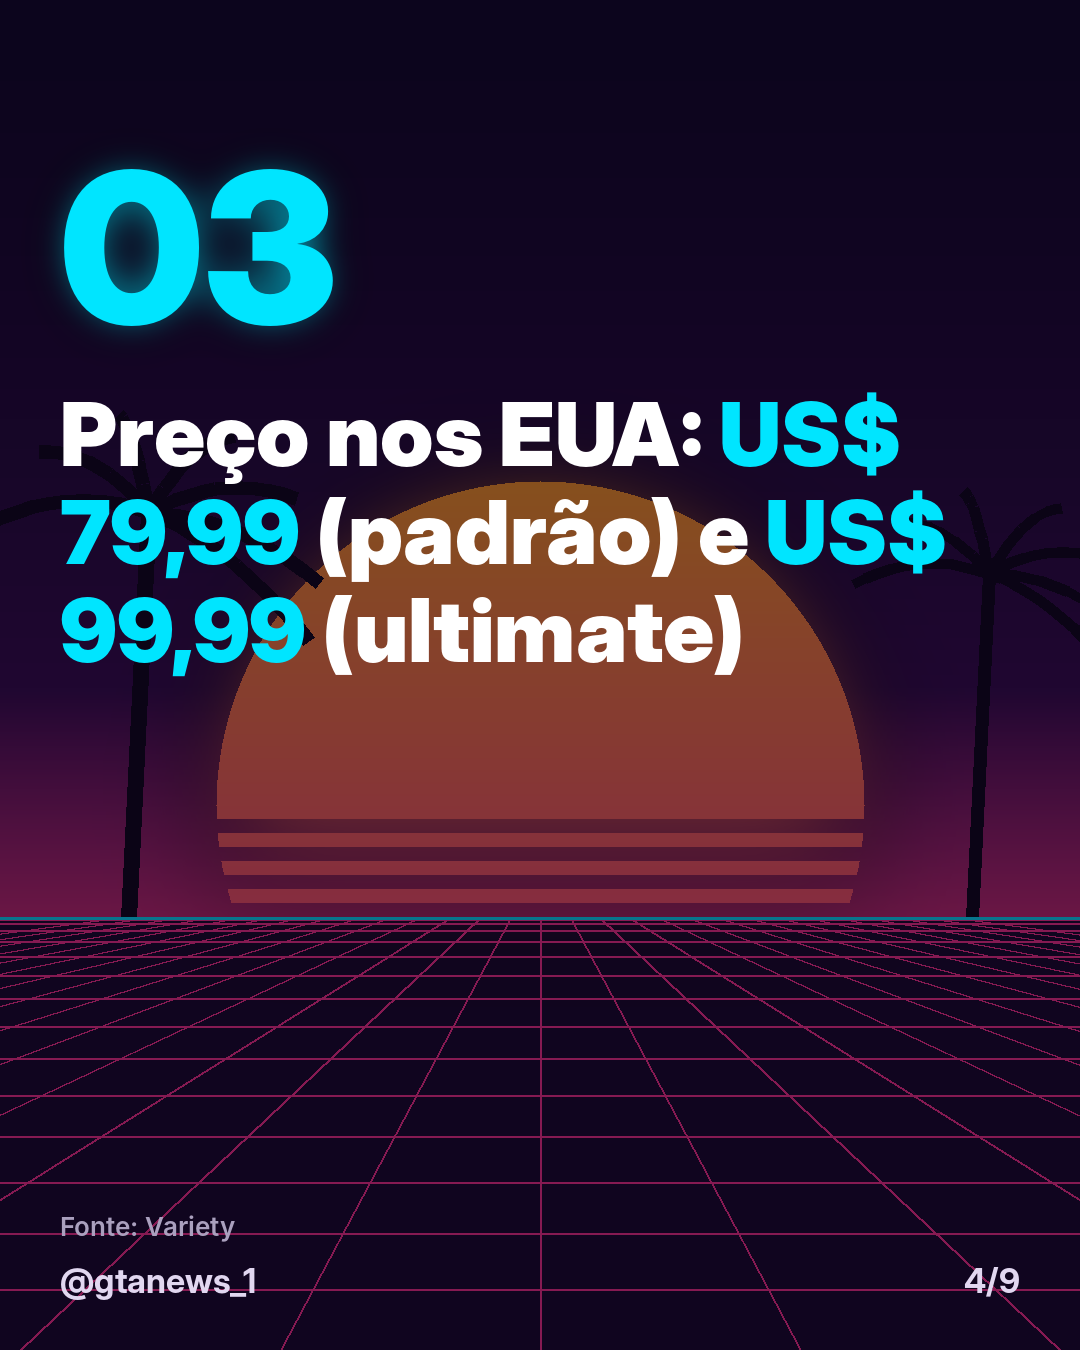 03
Preço nos EUA: US$
79,99 (padrão) e US$
99,99 (ultimate)
Fonte: Variety
@gtanews_1
4/9